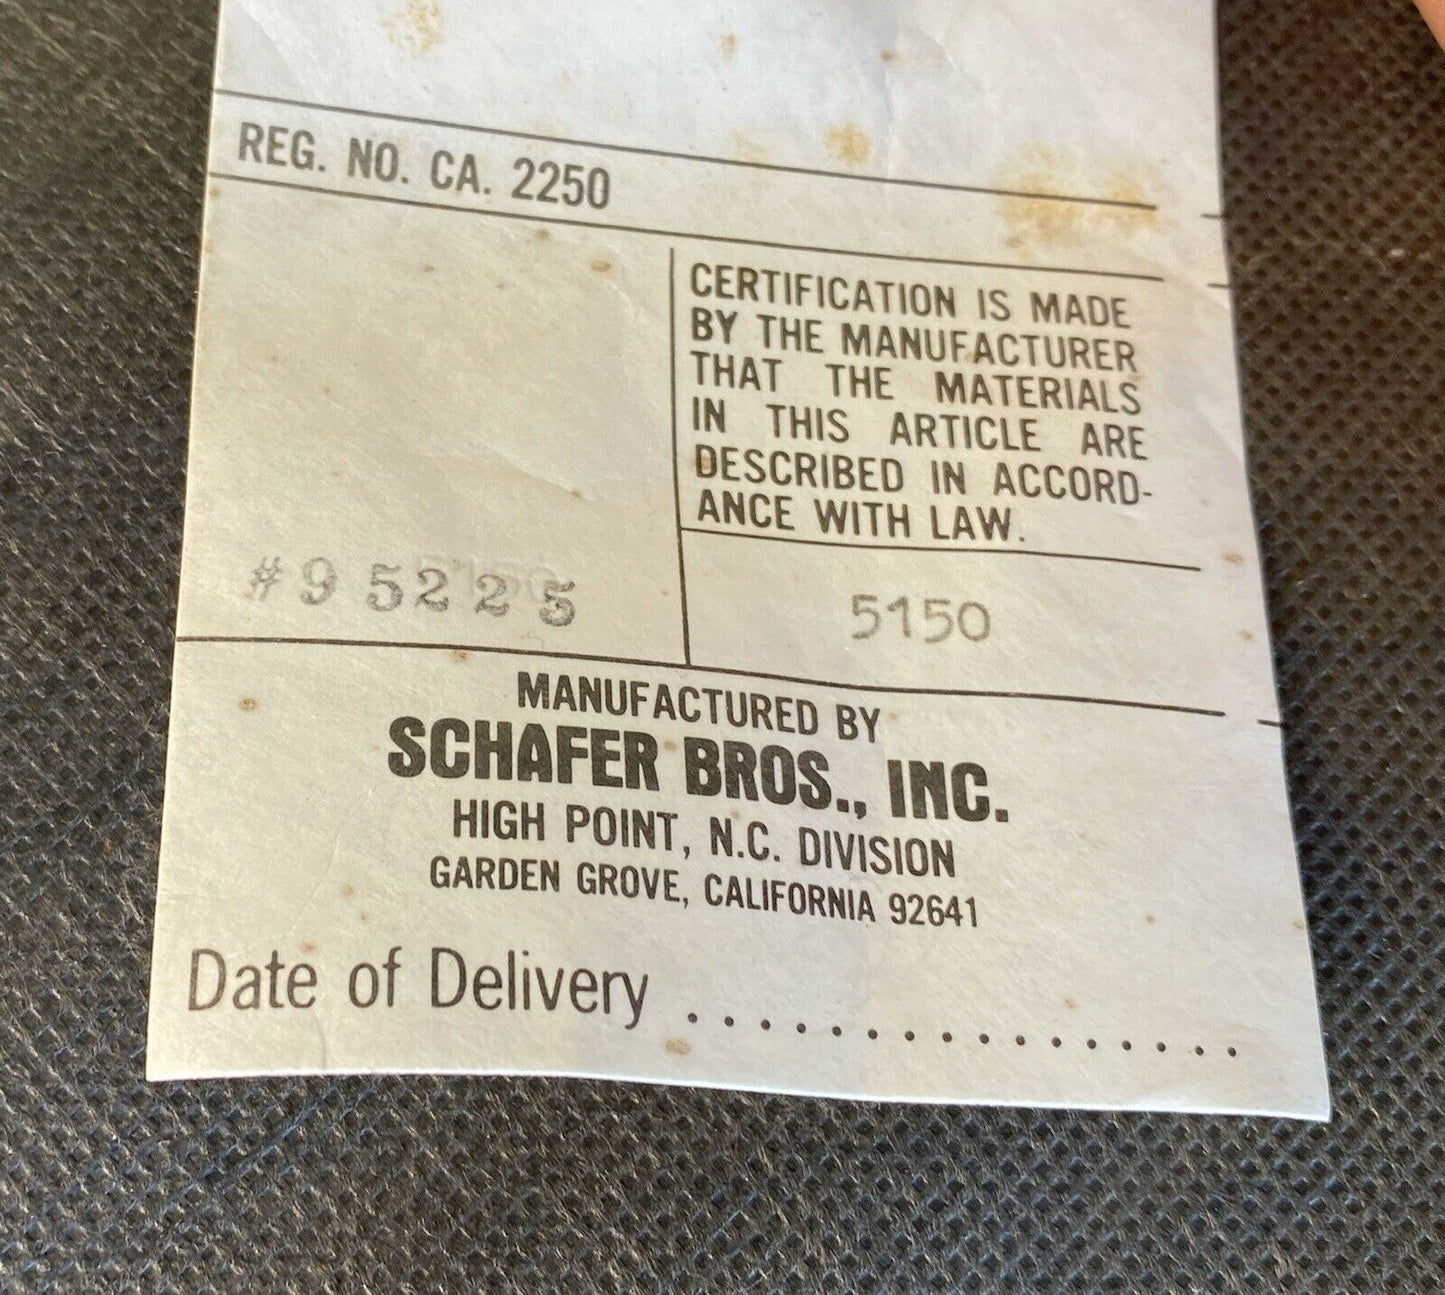 REG. NO. CA. 2250
CERTIFICATION IS MADE
BY THE MANUFACTURER
THAT THE MATERIALS
IN THIS ARTICLE ARE
DESCRIBED IN ACCORD-
ANCE WITH LAW.
#95225
5150
MANUFACTURED BY
SCHAFER BROS., INC.
HIGH POINT, N.C. DIVISION
GARDEN GROVE, CALIFORNIA 92641
Date of Delivery ................